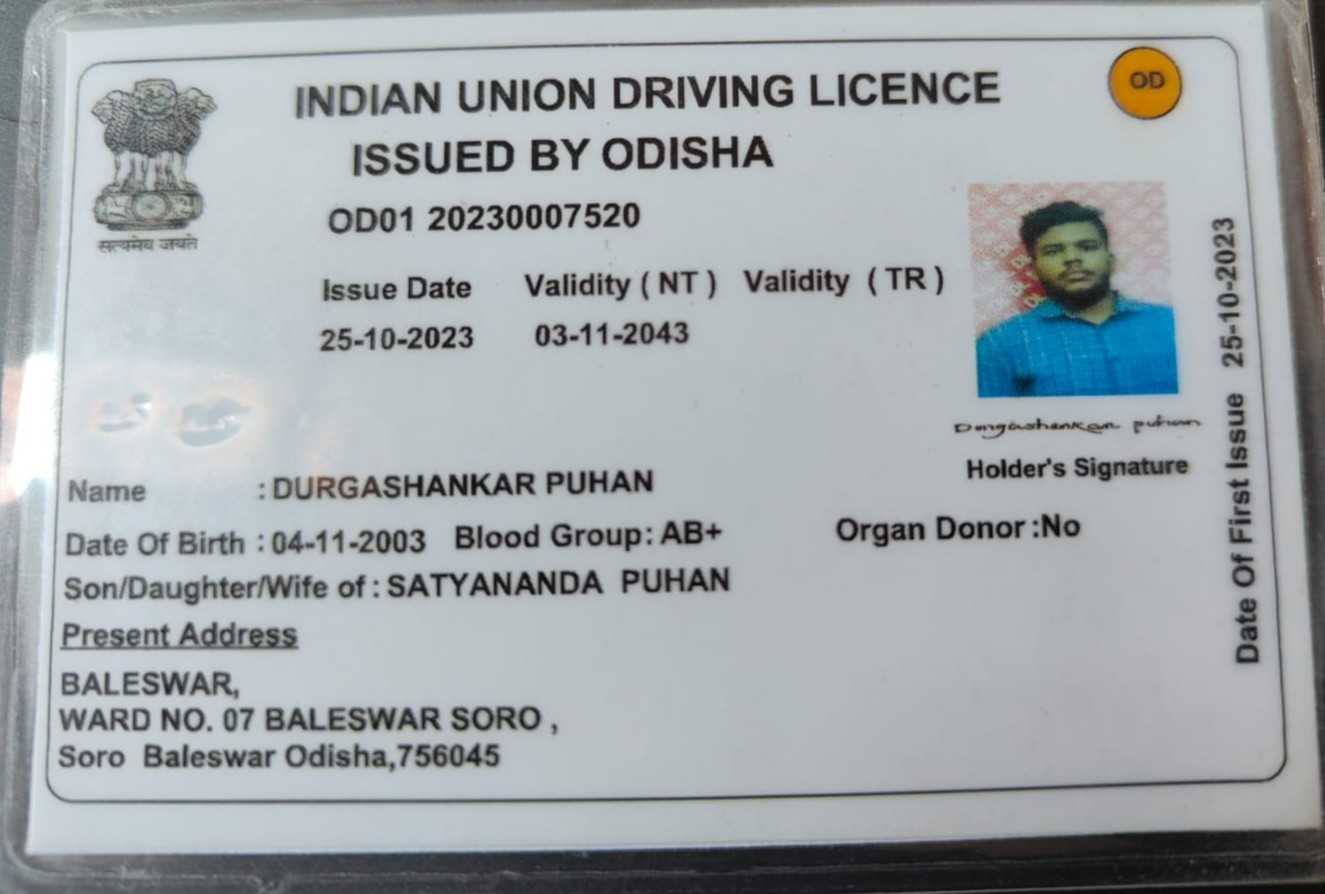 INDIAN UNION DRIVING LICENCE
OD
ISSUED BY ODISHA
OD01 20230007520
Issue Date Validity ( NT ) Validity ( TR )
25-10-2023 03-11-2043
सत्यमेव जयते
Durgashankar puhan
Holder's Signature
Date Of First Issue 25-10-2023
Name : DURGASHANKAR PUHAN
Date Of Birth : 04-11-2003 Blood Group: AB+ Organ Donor :No
Son/Daughter/Wife of : SATYANANDA PUHAN
Present Address
BALESWAR,
WARD NO. 07 BALESWAR SORO ,
Soro Baleswar Odisha,756045